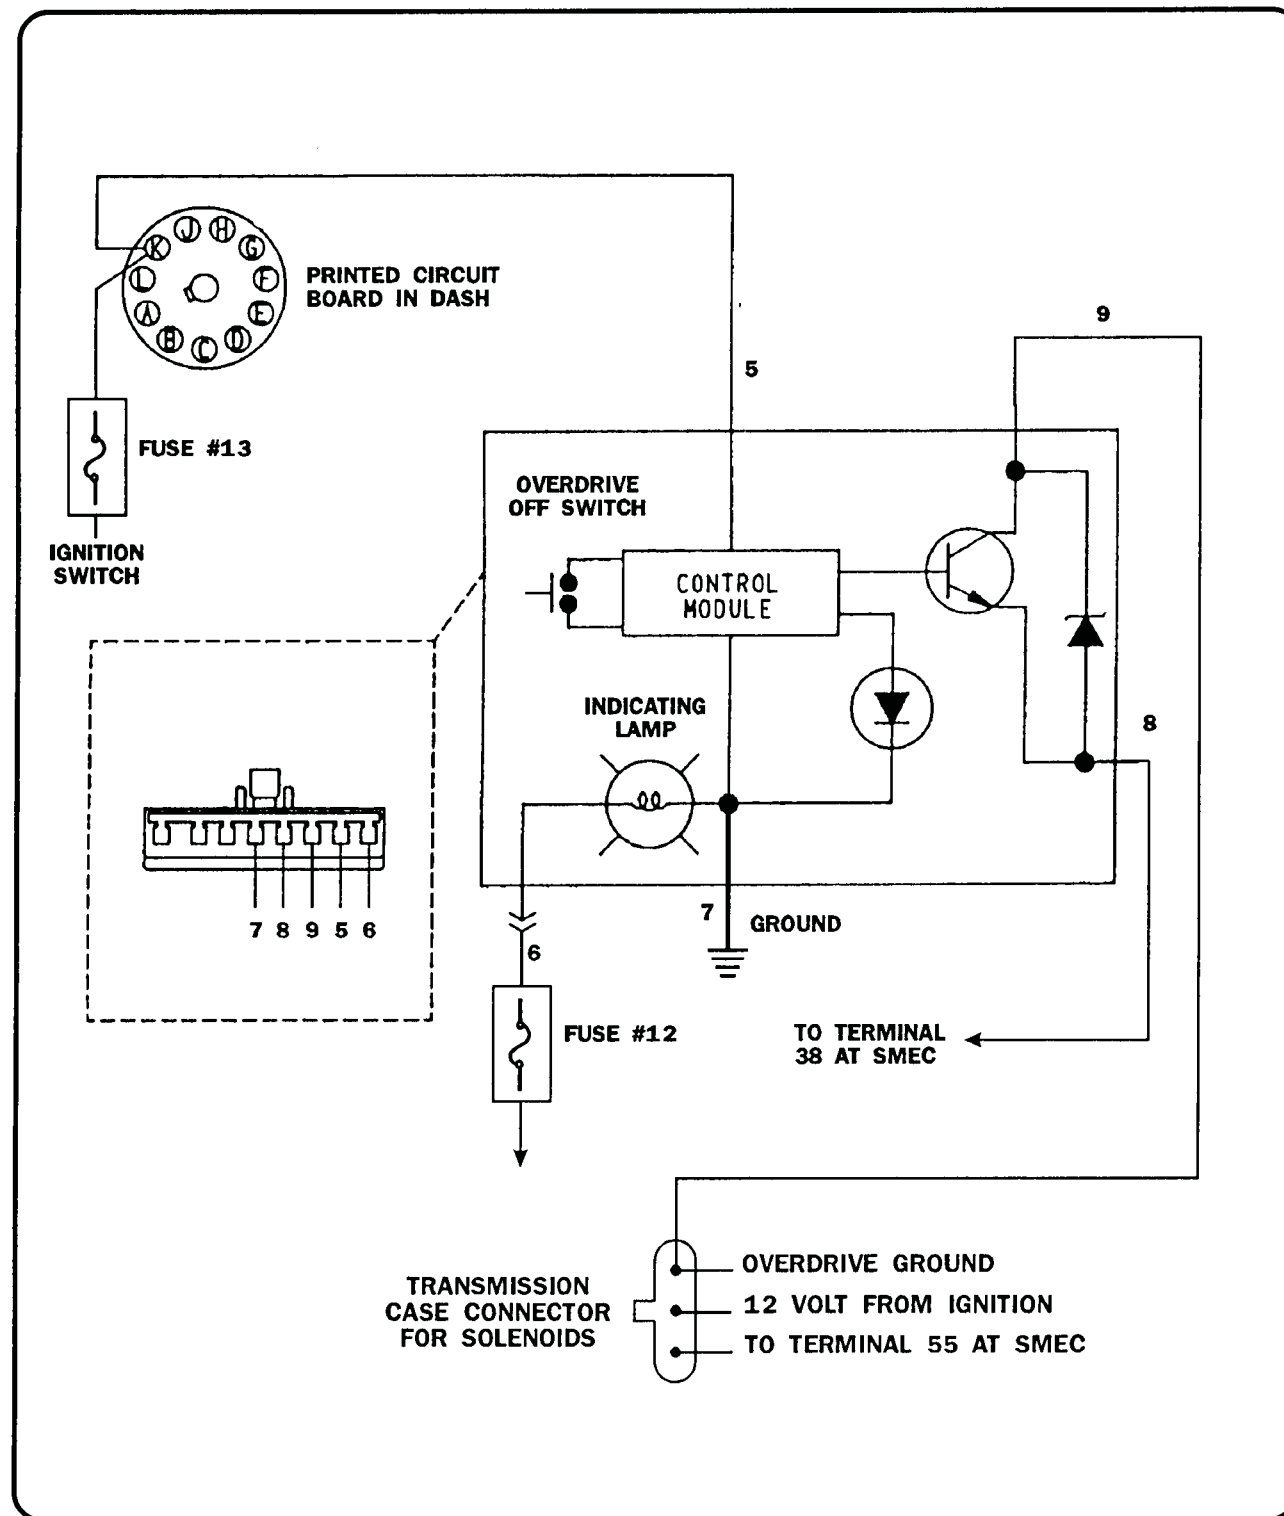 J H
K G
L F
A E
B D
C
PRINTED CIRCUIT
BOARD IN DASH
9
5
FUSE #13
IGNITION
SWITCH
OVERDRIVE
OFF SWITCH
CONTROL
MODULE
INDICATING
LAMP
8
7 8 9 5 6
7
GROUND
6
FUSE #12
TO TERMINAL
38 AT SMEC
TRANSMISSION
CASE CONNECTOR
FOR SOLENOIDS
OVERDRIVE GROUND
12 VOLT FROM IGNITION
TO TERMINAL 55 AT SMEC